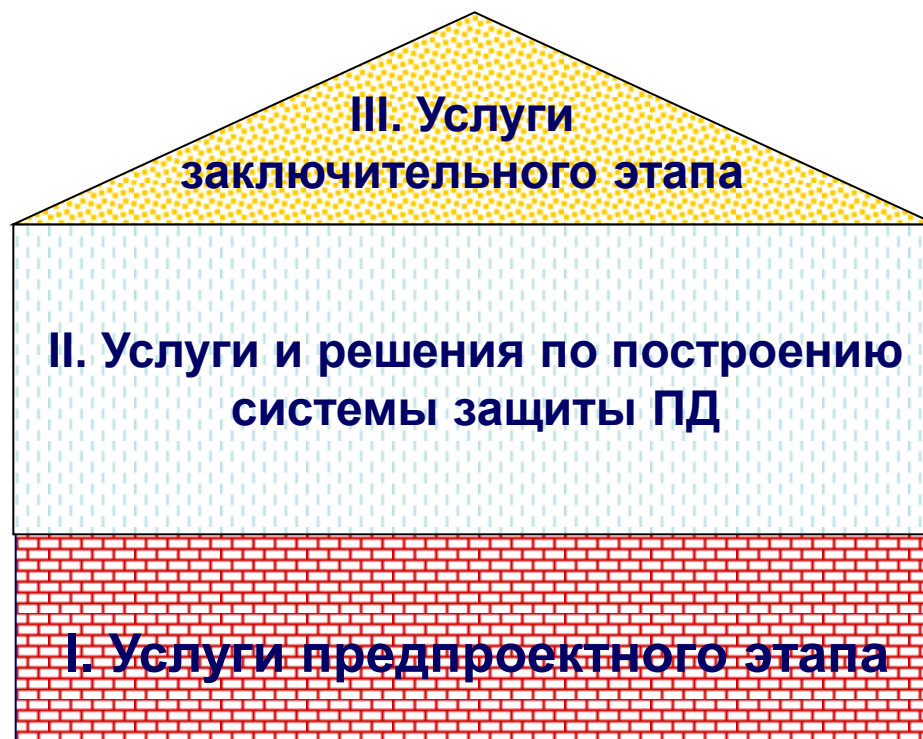 III. Услуги
заключительного этапа
II. Услуги и решения по построению
системы защиты ПД
I. Услуги предпроектного этапа